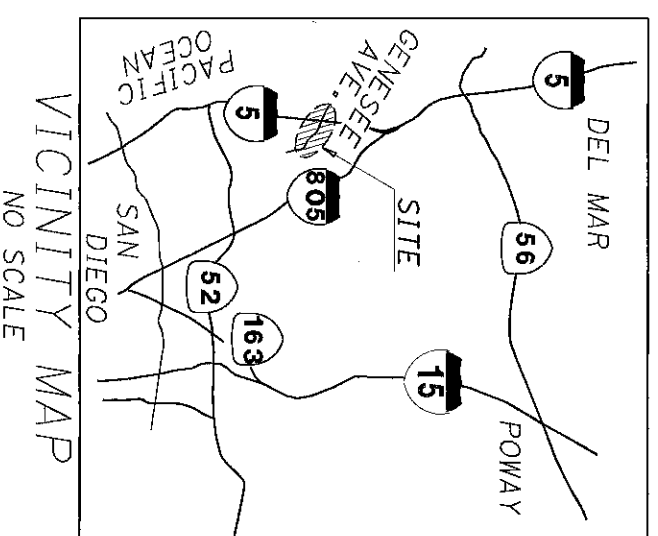 DEL MAR
5
56
GENESEE
AVE.
SITE
PACIFIC
OCEAN
5
805
15
POWAY
52
163
SAN
DIEGO
VICINITY MAP
NO SCALE